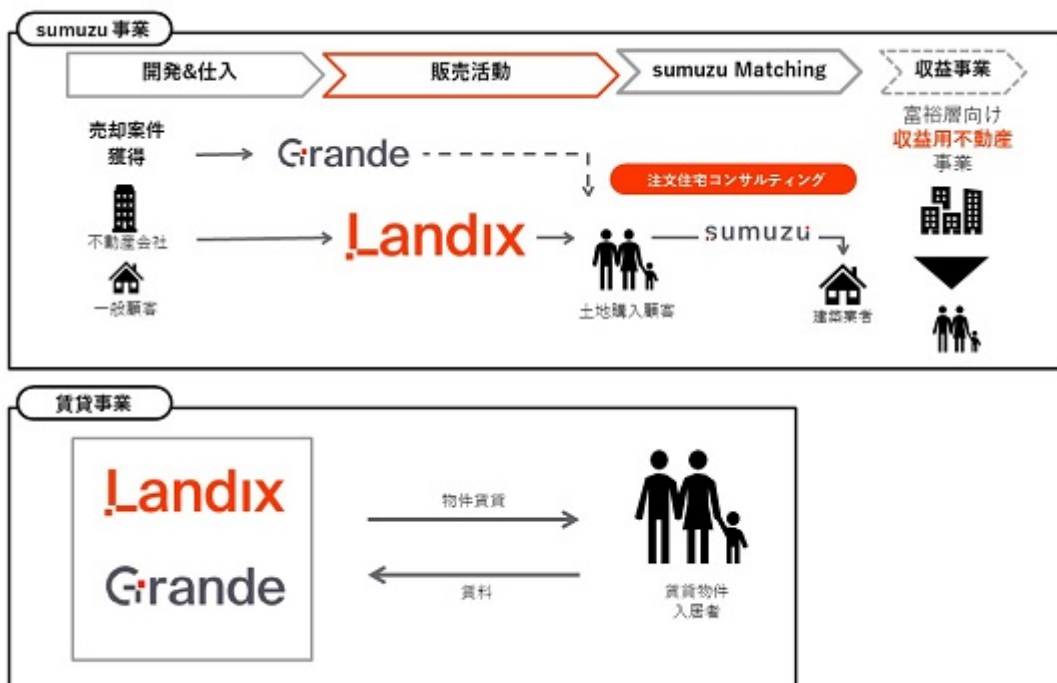 sumuzu 事業
開発&仕入
販売活動
sumuzu Matching
収益事業
売却案件
獲得
Grande
富裕層向け
収益用不動産
事業
注文住宅コンサルティング
不動産会社
Landix
sumuzu
一般顧客
土地購入顧客
建築業者
賃貸事業
Landix
Grande
物件賃貸
賃料
賃貸物件
入居者